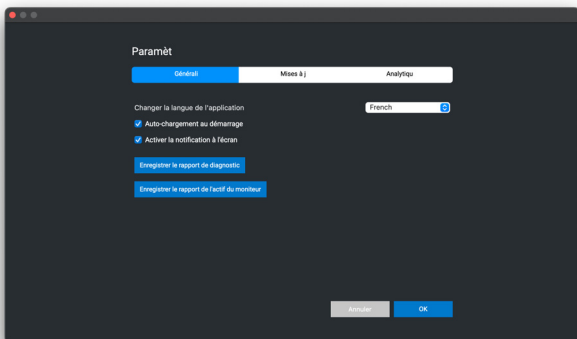 Paramèt
Générali
Mises à j
Analytiqu
Changer la langue de l'application
French
Auto-chargement au démarrage
Activer la notification à l'écran
Enregistrer le rapport de diagnostic
Enregistrer le rapport de l'actif du moniteur
Annuler
OK